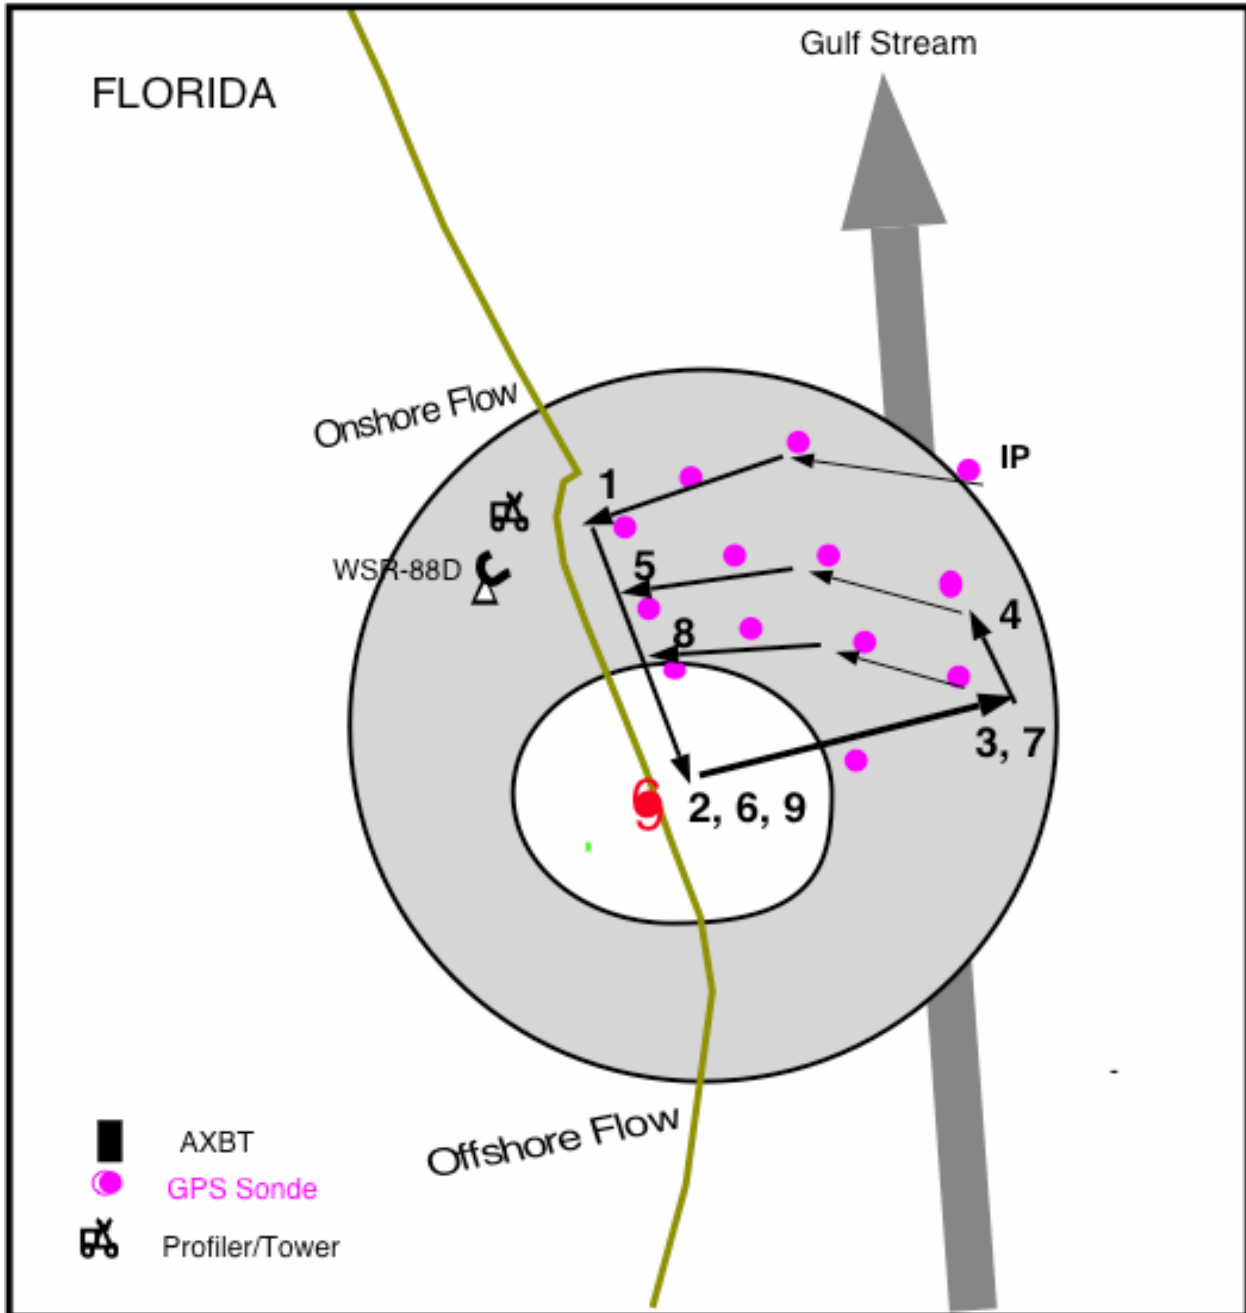 Gulf Stream
FLORIDA
Onshore Flow
IP
1
WSR-88D
5
4
8
3, 7
2, 6, 9
Offshore Flow
AXBT
GPS Sonde
Profiler/Tower